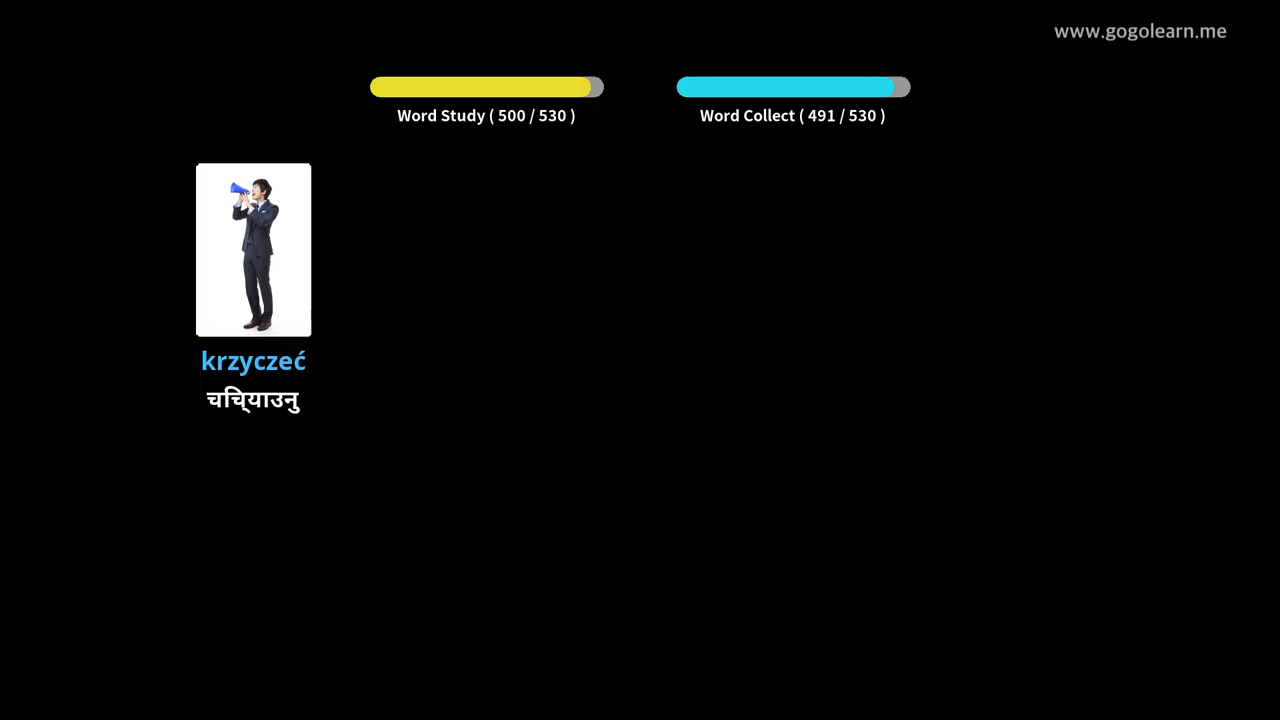 www.gogolearn.me
Word Study ( 500 / 530 )
Word Collect ( 491 / 530 )
krzyczeć
चिच्याउनु